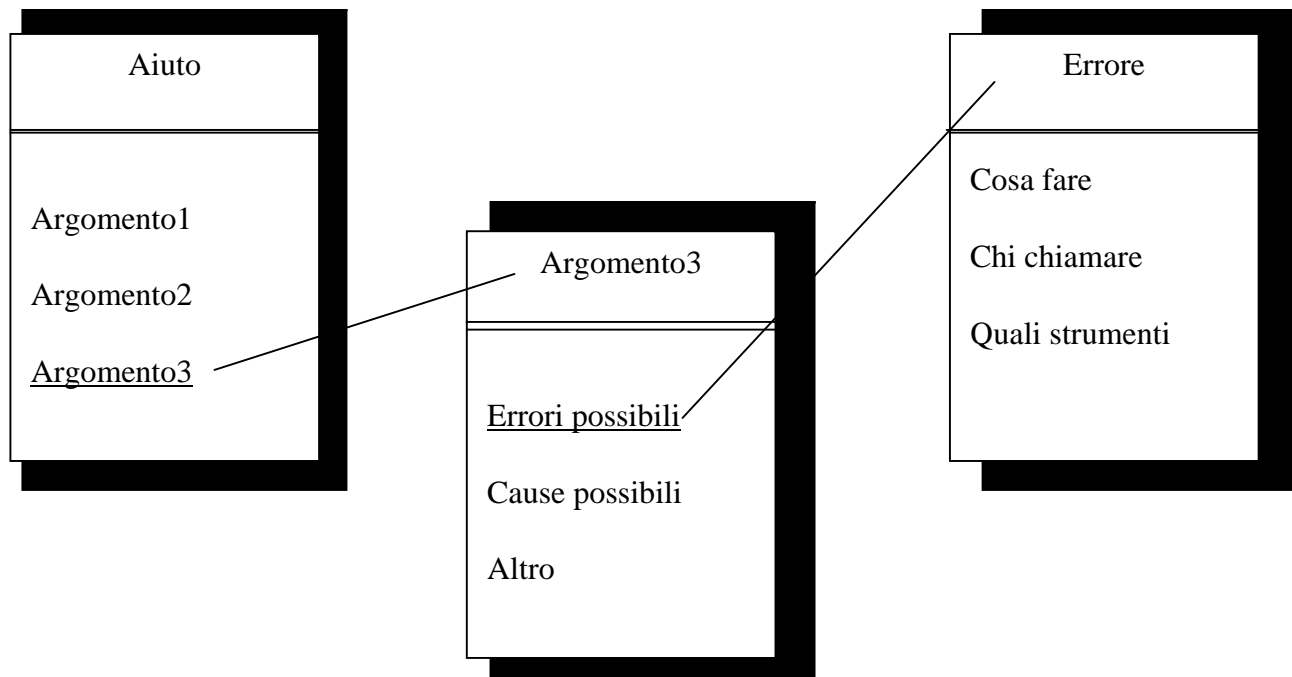 Aiuto
Argomento1
Argomento2
Argomento3
Argomento3
Errori possibili
Cause possibili
Altro
Errore
Cosa fare
Chi chiamare
Quali strumenti